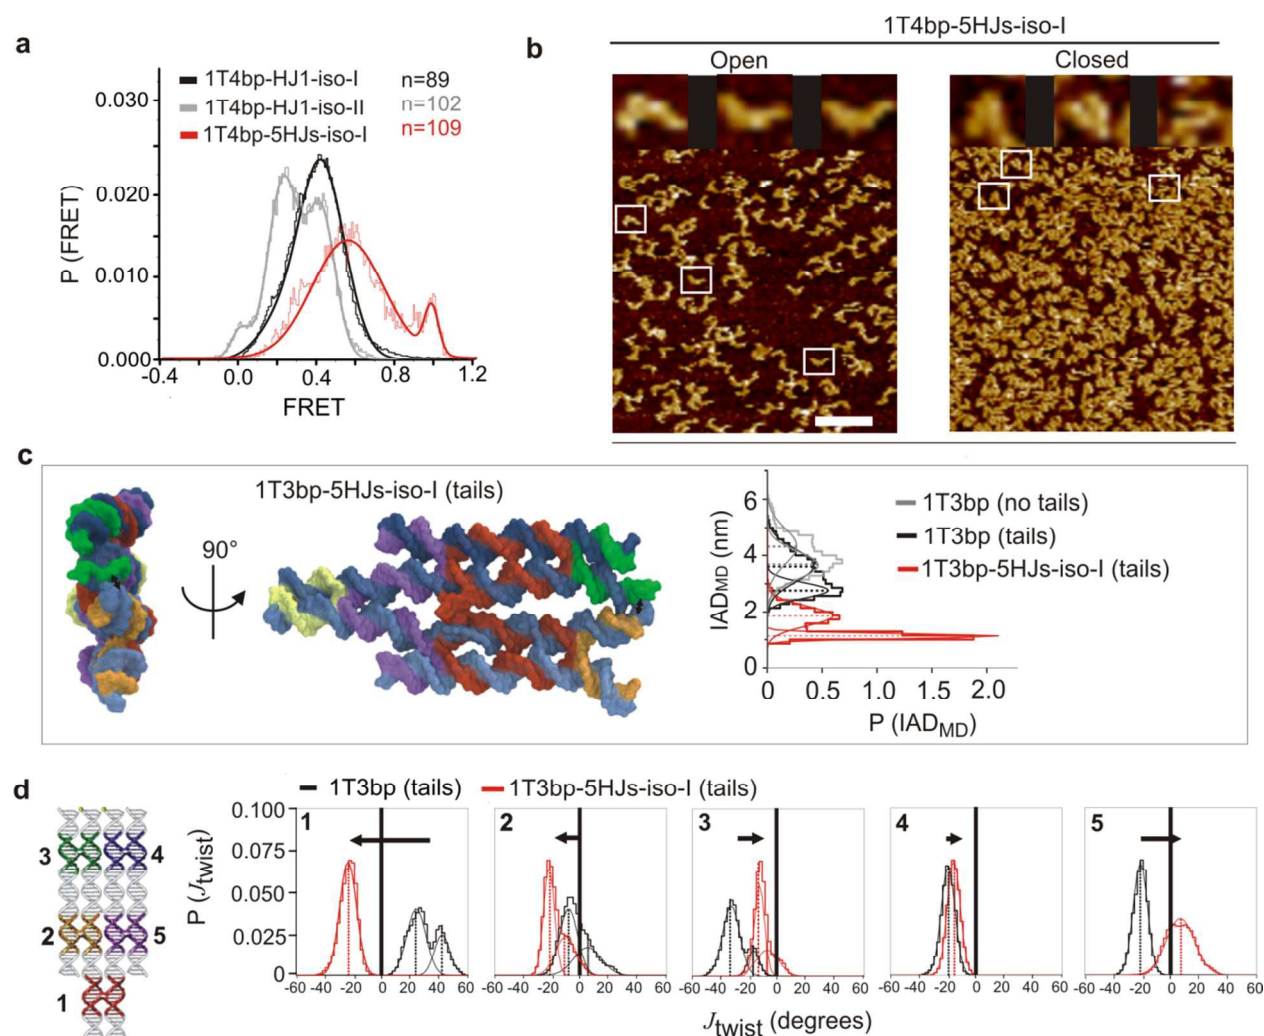 a
1T4bp-HJ1-iso-I n=89
1T4bp-HJ1-iso-II n=102
1T4bp-5HJs-iso-I n=109
P (FRET)
0.030
0.020
0.010
0.000
-0.4 0.0 0.4 0.8 1.2
FRET
b
1T4bp-5HJs-iso-I
Open Closed
c
1T3bp-5HJs-iso-I (tails)
90°
IADMD (nm)
6
4
2
0
0 0.5 1.0 1.5 2.0
P (IADMD)
1T3bp (no tails)
1T3bp (tails)
1T3bp-5HJs-iso-I (tails)
d
3 4
2 5
1
1T3bp (tails) 1T3bp-5HJs-iso-I (tails)
P (Jtwist)
0.100
0.075
0.050
0.025
0
1 2 3 4 5
-60 -40 -20 0 20 40 60
-60 -40 -20 0 20 40 60
-60 -40 -20 0 20 40 60
-60 -40 -20 0 20 40 60
-60 -40 -20 0 20 40 60
Jtwist (degrees)